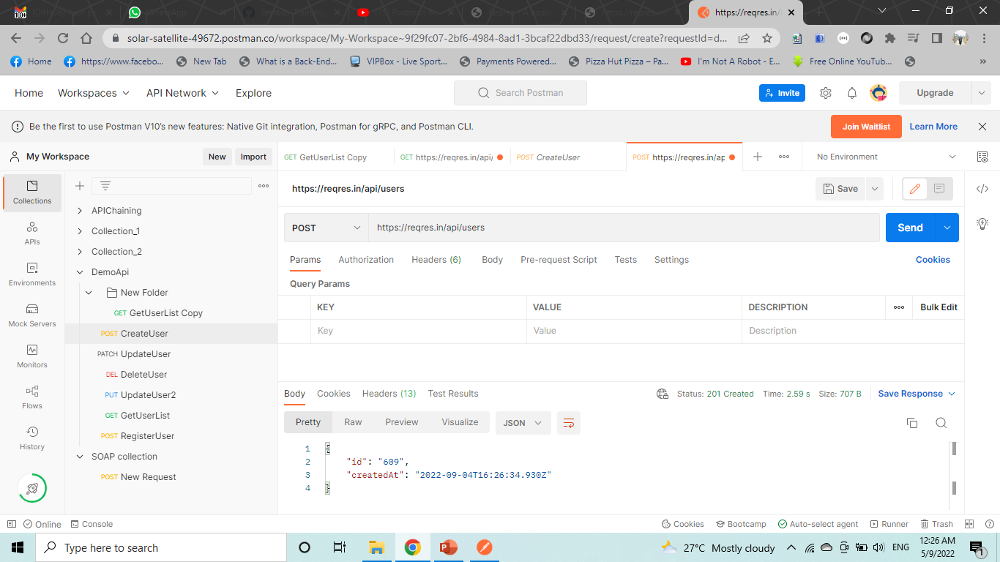 100+
WhatsApp
https://reqres.in/api/
solar-satellite-49672.postman.co/workspace/My-Workspace~9f29fc07-2bf6-4984-8ad1-3bcaf22dbd33/request/create?requestId=d...
Home
https://www.facebo...
New Tab
What is a Back-End...
VIPBox - Live Sport...
Payments Powered...
Pizza Hut Pizza – Pa...
I'm Not A Robot - E...
Free Online YouTub...
»
Home Workspaces API Network Explore
Search Postman
Invite
Upgrade
Be the first to use Postman V10's new features: Native Git integration, Postman for gRPC, and Postman CLI.
Join Waitlist
Learn More
My Workspace
New
Import
GET GetUserList Copy
GET https://reqres.in/api/
POST CreateUser
POST https://reqres.in/ap
No Environment
Collections
APIs
Environments
Mock Servers
Monitors
Flows
History
APIChaining
Collection_1
Collection_2
DemoApi
New Folder
GET GetUserList Copy
POST CreateUser
PATCH UpdateUser
DEL DeleteUser
PUT UpdateUser2
GET GetUserList
POST RegisterUser
SOAP collection
POST New Request
https://reqres.in/api/users
Save
</>
POST
https://reqres.in/api/users
Send
Params Authorization Headers (6) Body Pre-request Script Tests Settings
Cookies
Query Params
KEY VALUE DESCRIPTION
Bulk Edit
Key Value Description
Body Cookies Headers (13) Test Results
Status: 201 Created Time: 2.59 s Size: 707 B
Save Response
Pretty Raw Preview Visualize JSON
1 {
2 "id": "609",
3 "createdAt": "2022-09-04T16:26:34.930Z"
4 }
Online Console
Cookies Bootcamp Auto-select agent Runner Trash
Type here to search
27°C Mostly cloudy
ENG
12:26 AM
5/9/2022
1